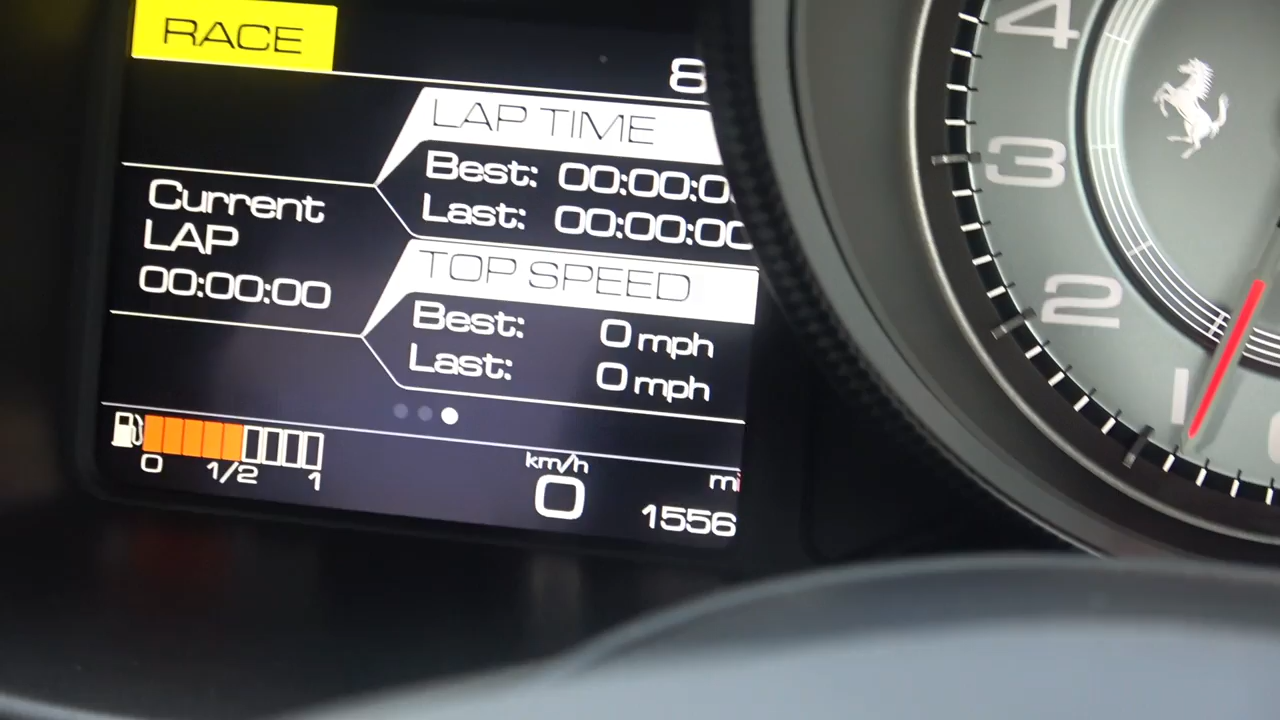 RACE
8
LAP TIME
Best: 00:00:0
Last: 00:00:00
Current
LAP
00:00:00
TOP SPEED
Best: 0 mph
Last: 0 mph
0 1/2 1
km/h
0
mi
1556
4
3
2
1